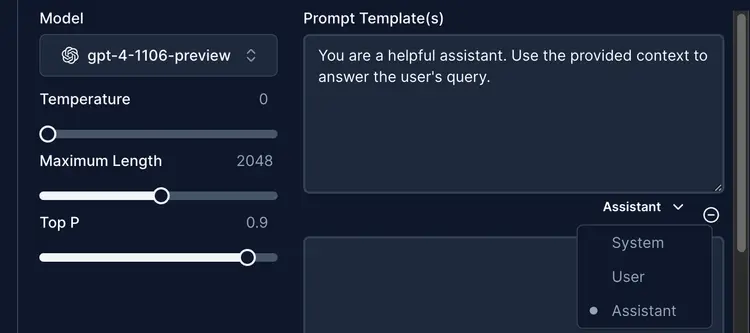 Model
gpt-4-1106-preview
Temperature 0
Maximum Length 2048
Top P 0.9
Prompt Template(s)
You are a helpful assistant. Use the provided context to
answer the user's query.
Assistant
System
User
Assistant